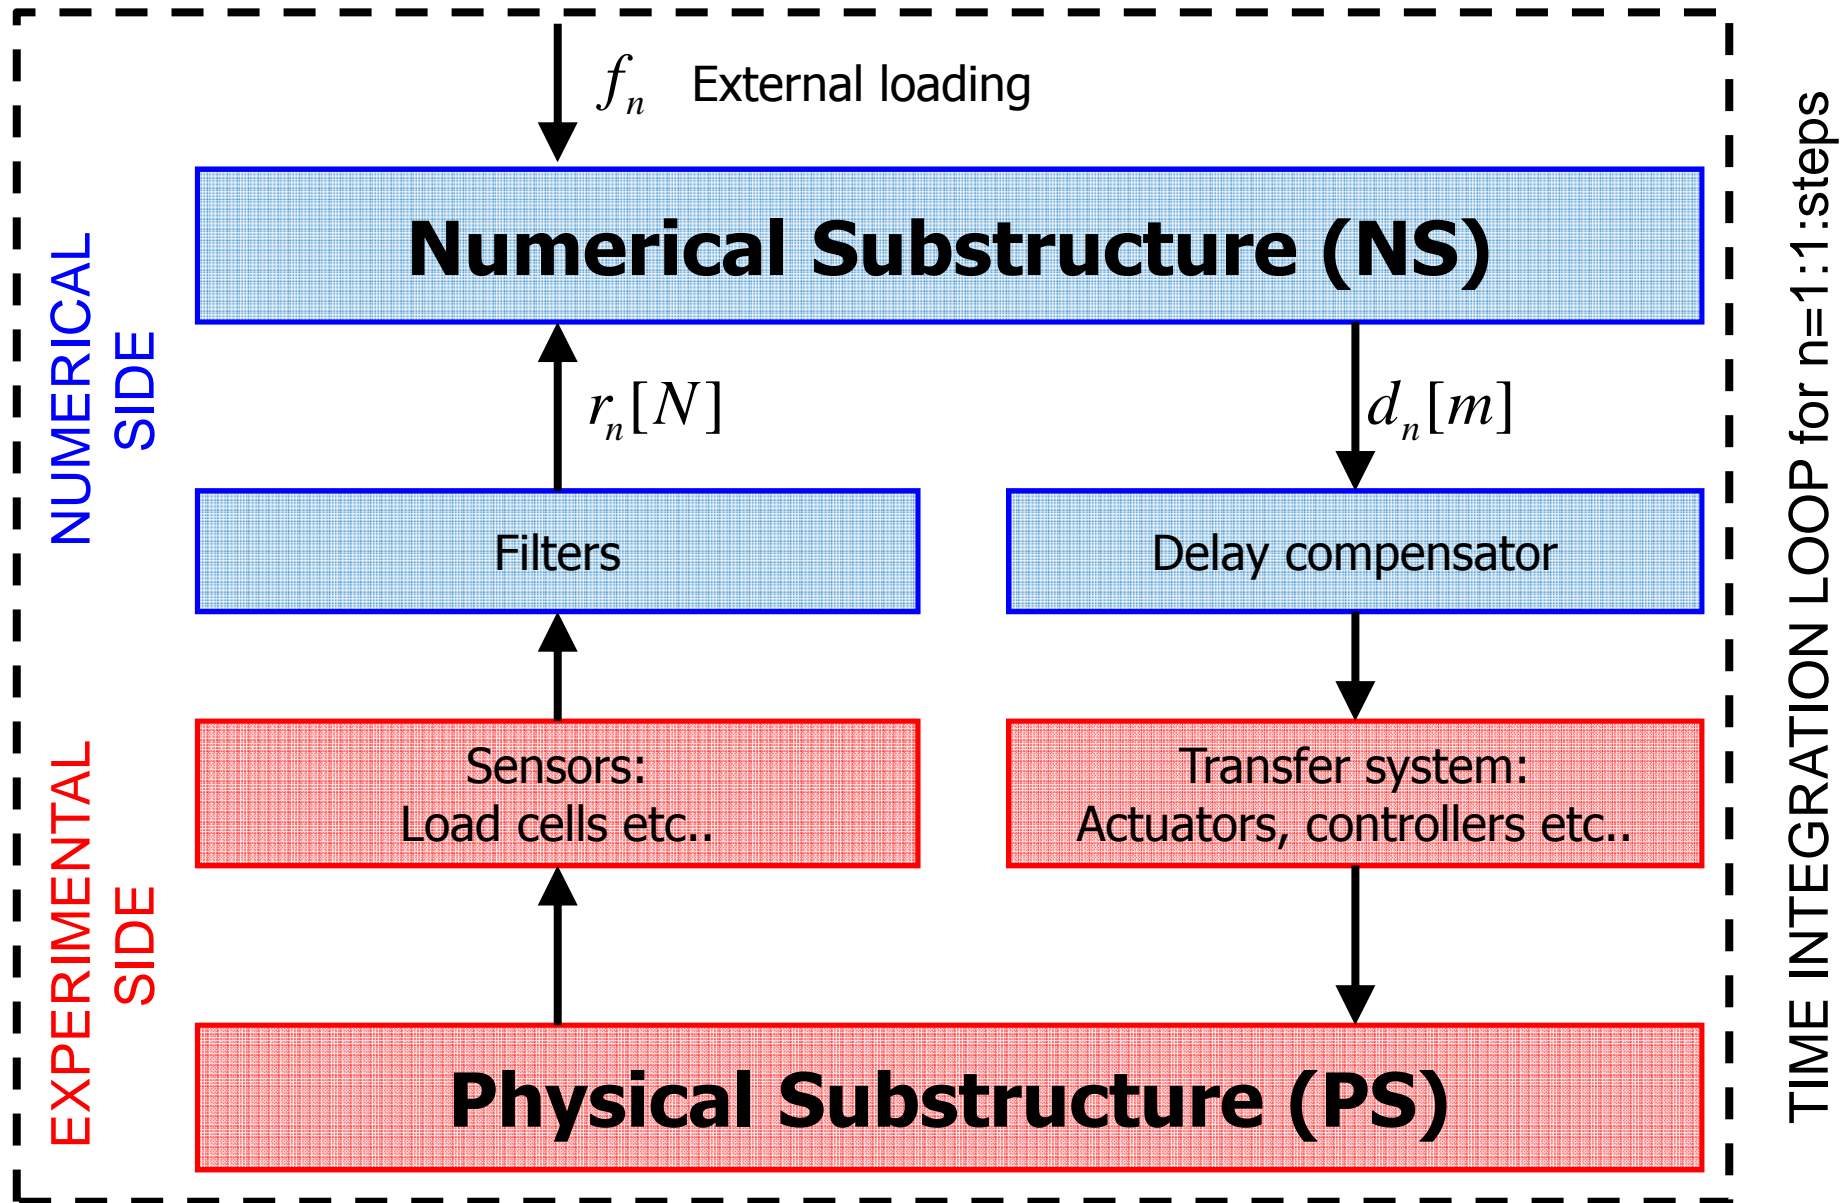 f_n External loading
Numerical Substructure (NS)
NUMERICAL
SIDE
r_n[N]
d_n[m]
Filters
Delay compensator
Sensors:
Load cells etc..
Transfer system:
Actuators, controllers etc..
EXPERIMENTAL
SIDE
Physical Substructure (PS)
TIME INTEGRATION LOOP for n=1:1:steps